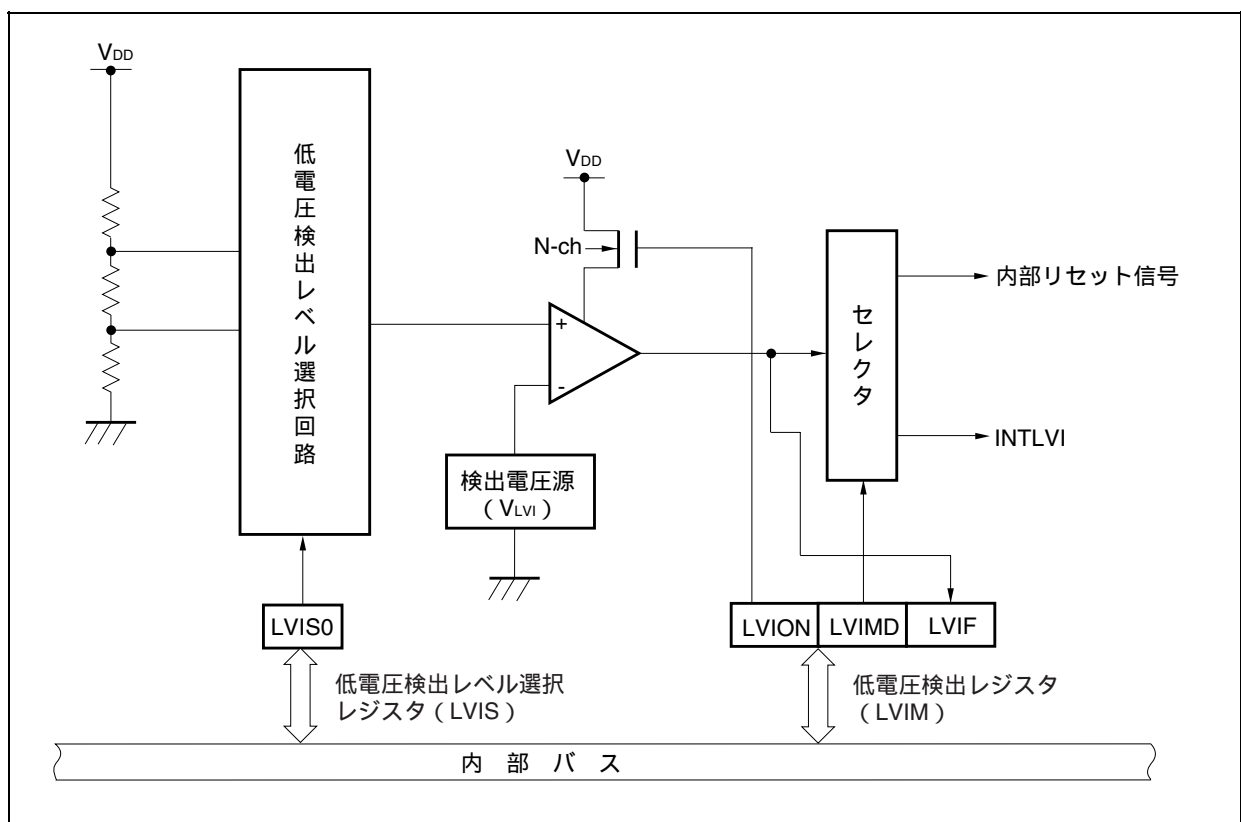 VDD
低電圧検出レベル選択回路
VDD
N-ch
+
-
検出電圧源
（VLVI）
セレクタ
内部リセット信号
INTLVI
LVIS0
LVION LVIMD LVIF
低電圧検出レベル選択
レジスタ（LVIS）
低電圧検出レジスタ
（LVIM）
内 部 バ ス